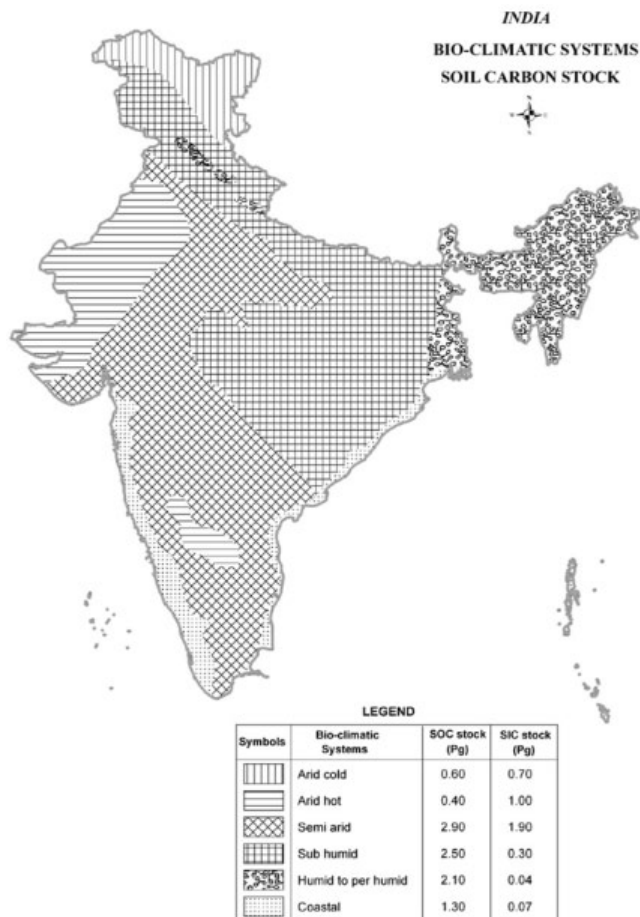 INDIA
BIO-CLIMATIC SYSTEMS
SOIL CARBON STOCK
N
LEGEND
Symbols Bio-climatic Systems SOC stock (Pg) SIC stock (Pg)
Arid cold 0.60 0.70
Arid hot 0.40 1.00
Semi arid 2.90 1.90
Sub humid 2.50 0.30
Humid to per humid 2.10 0.04
Coastal 1.30 0.07